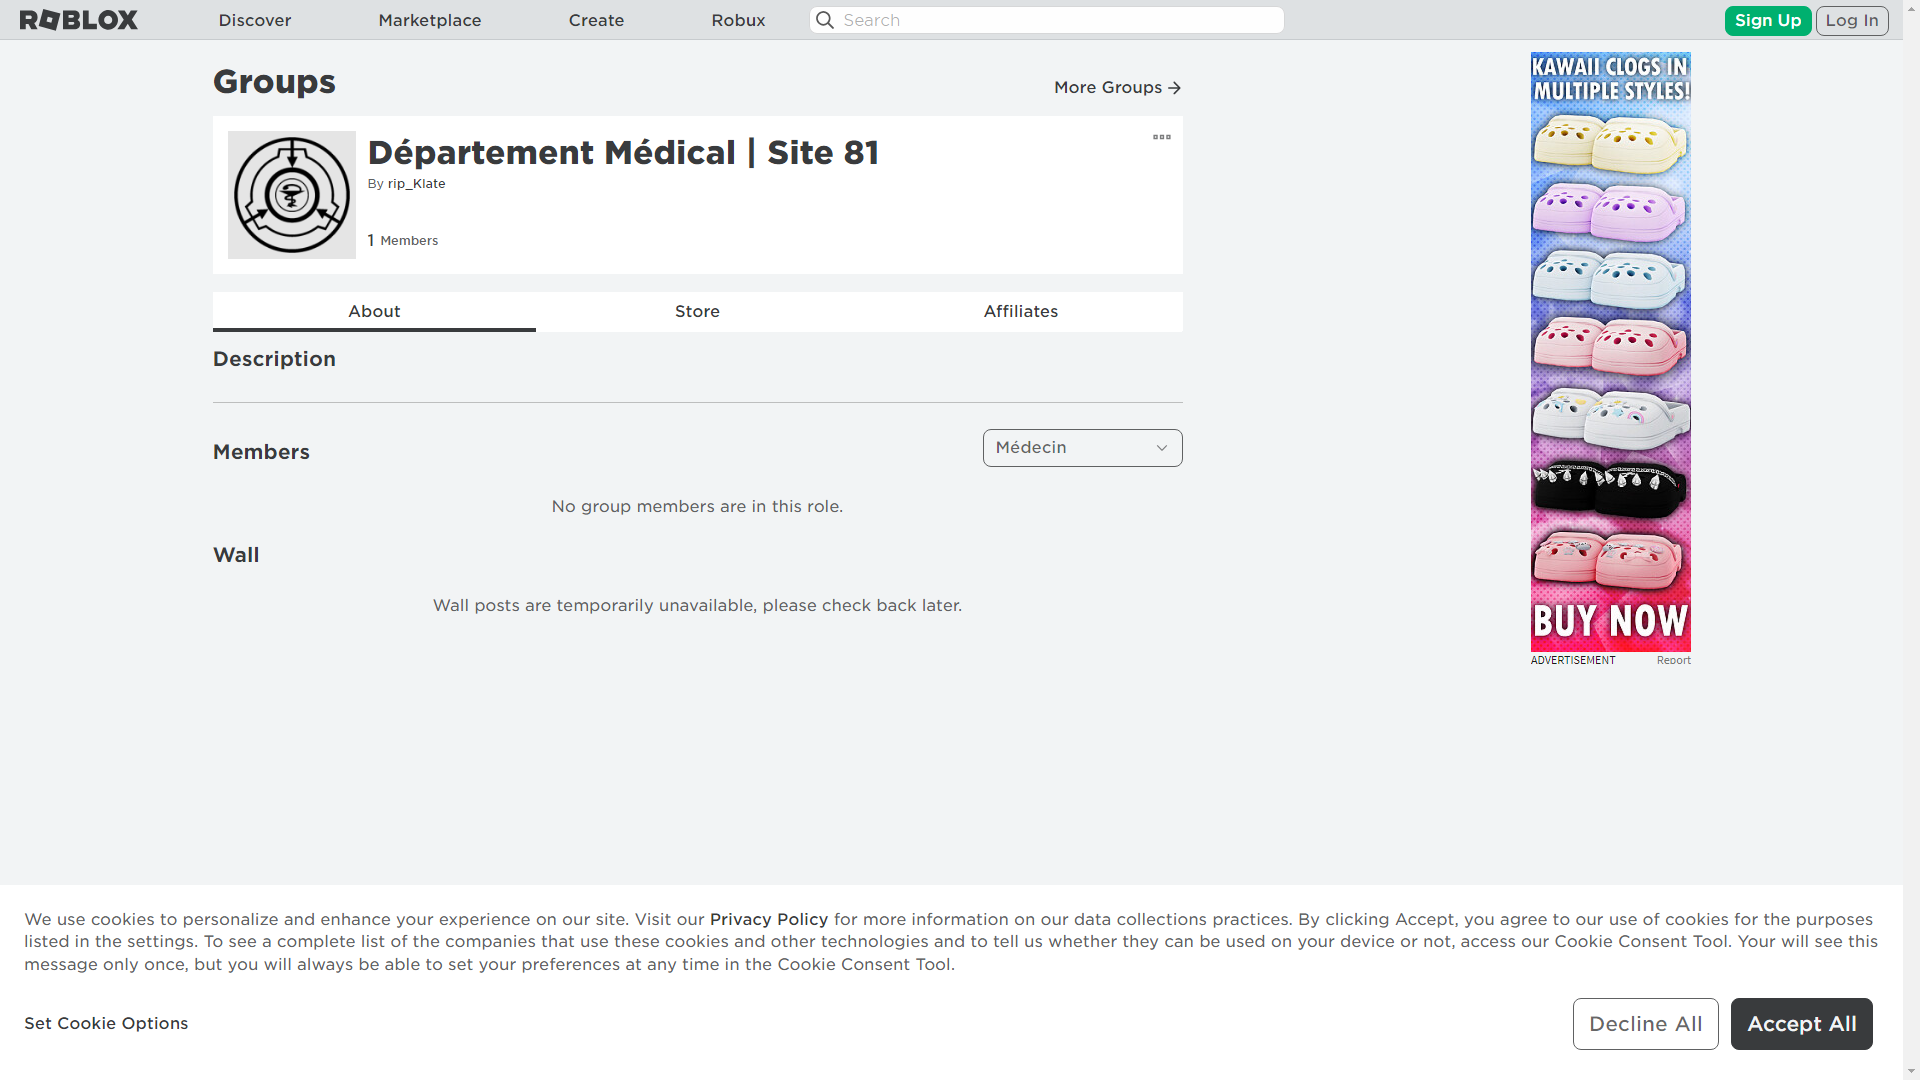 ROBLOX
Discover
Marketplace
Create
Robux
Search
Sign Up
Log In
Groups
More Groups
Département Médical | Site 81
By rip_Klate
1 Members
About
Store
Affiliates
Description
Members
Médecin
No group members are in this role.
Wall
Wall posts are temporarily unavailable, please check back later.
KAWAII CLOGS IN
MULTIPLE STYLES!
BUY NOW
ADVERTISEMENT
Report
We use cookies to personalize and enhance your experience on our site. Visit our Privacy Policy for more information on our data collections practices. By clicking Accept, you agree to our use of cookies for the purposes
listed in the settings. To see a complete list of the companies that use these cookies and other technologies and to tell us whether they can be used on your device or not, access our Cookie Consent Tool. Your will see this
message only once, but you will always be able to set your preferences at any time in the Cookie Consent Tool.
Set Cookie Options
Decline All
Accept All